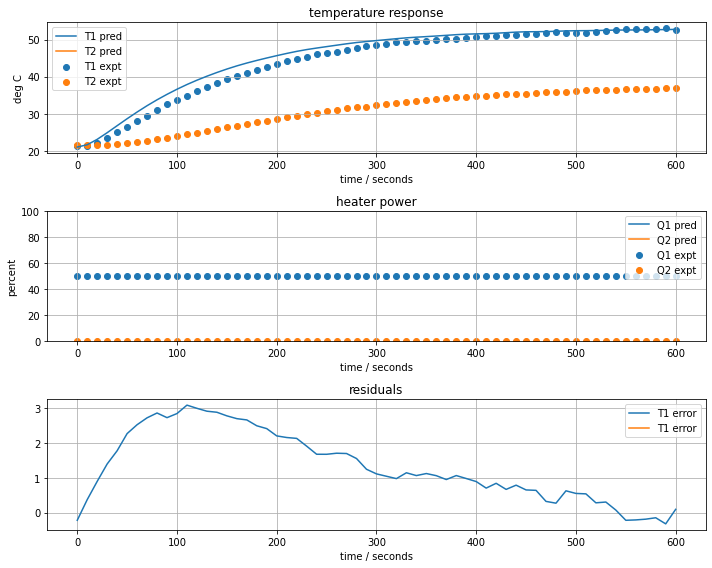 temperature response
T1 pred
T2 pred
T1 expt
T2 expt
deg C
50
40
30
20
0 100 200 300 400 500 600
time / seconds
heater power
Q1 pred
Q2 pred
Q1 expt
Q2 expt
percent
100
80
60
40
20
0
0 100 200 300 400 500 600
time / seconds
residuals
T1 error
T1 error
3
2
1
0
0 100 200 300 400 500 600
time / seconds